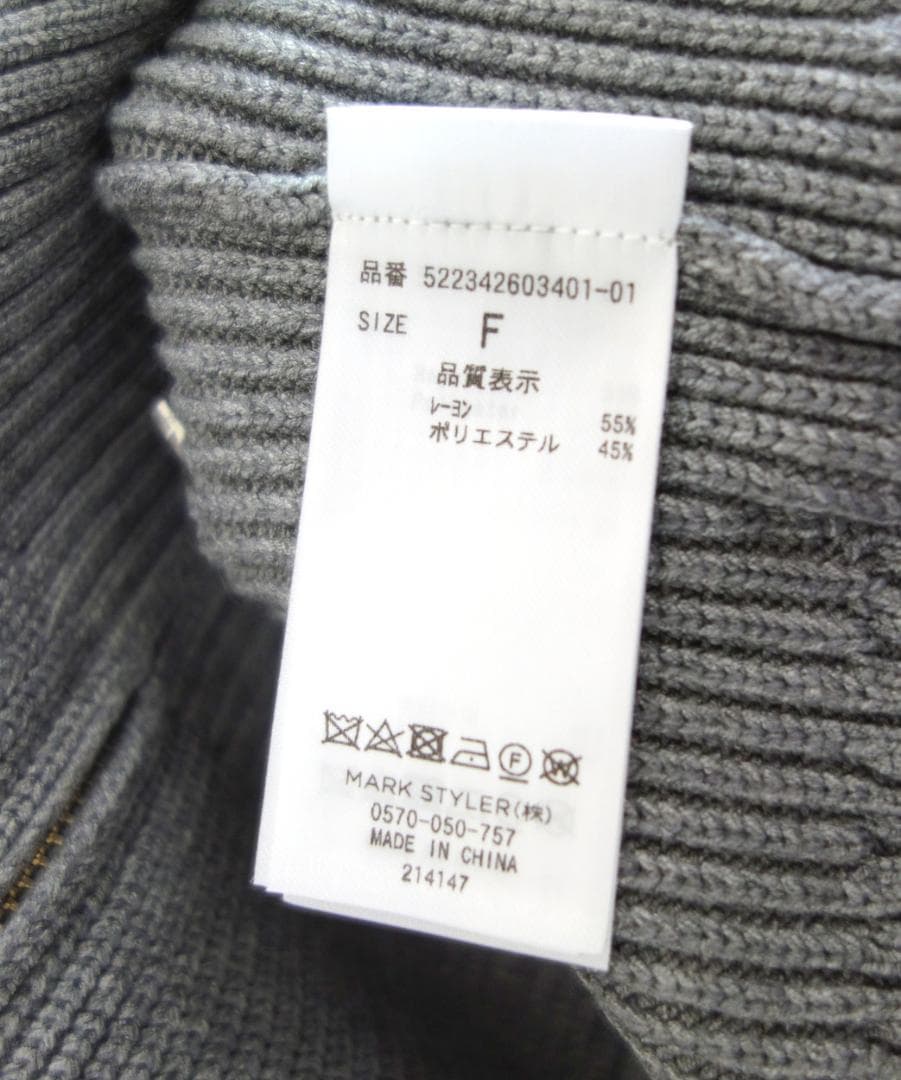 品番 522342603401-01
SIZE F
品質表示
レーヨン 55%
ポリエステル 45%
F
W
MARK STYLER(株)
0570-050-757
MADE IN CHINA
214147